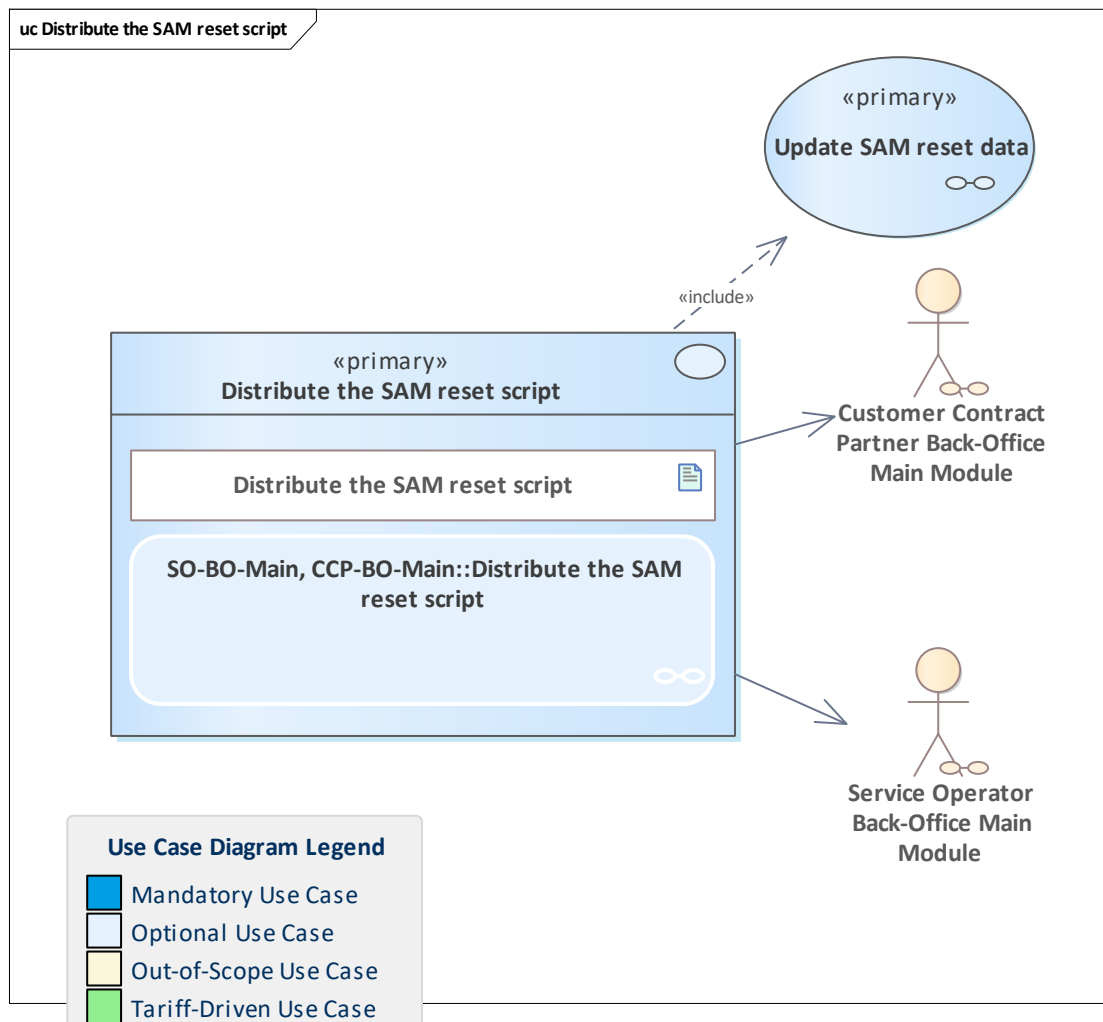 uc Distribute the SAM reset script
«primary»
Update SAM reset data
«include»
«primary»
Distribute the SAM reset script
Customer Contract
Partner Back-Office
Main Module
Distribute the SAM reset script
SO-BO-Main, CCP-BO-Main::Distribute the SAM
reset script
Service Operator
Back-Office Main
Module
Use Case Diagram Legend
Mandatory Use Case
Optional Use Case
Out-of-Scope Use Case
Tariff-Driven Use Case